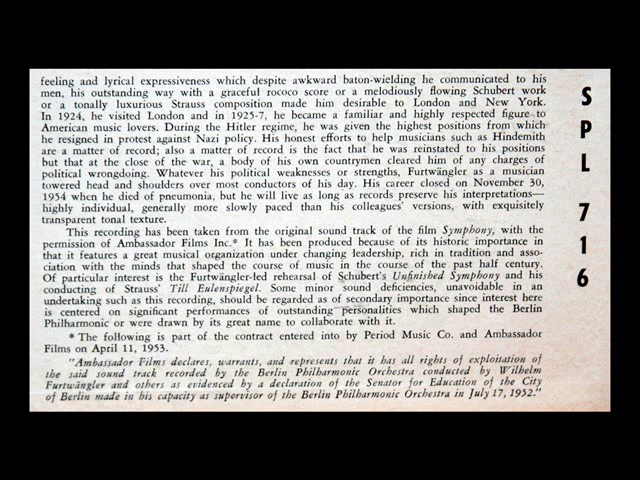 feeling and lyrical expressiveness which despite awkward baton-wielding he communicated to his
men, his outstanding way with a graceful rococo score or a melodiously flowing Schubert work
or a tonally luxurious Strauss composition made him desirable to London and New York.
In 1924, he visited London and in 1925-7, he became a familiar and highly respected figure to
American music lovers. During the Hitler regime, he was given the highest positions from which
he resigned in protest against Nazi policy. His honest efforts to help musicians such as Hindemith
are a matter of record; also a matter of record is the fact that he was reinstated to his positions
but that at the close of the war, a body of his own countrymen cleared him of any charges of
political wrongdoing. Whatever his political weaknesses or strengths, Furtwängler as a musician
towered head and shoulders over most conductors of his day. His career closed on November 30,
1954 when he died of pneumonia, but he will live as long as records preserve his interpretations—
highly individual, generally more slowly paced than his colleagues' versions, with exquisitely
transparent tonal texture.
This recording has been taken from the original sound track of the film Symphony, with the
permission of Ambassador Films Inc.* It has been produced because of its historic importance in
that it features a great musical organization under changing leadership, rich in tradition and asso-
ciation with the minds that shaped the course of music in the course of the past half century.
Of particular interest is the Furtwängler-led rehearsal of Schubert's Unfinished Symphony and his
conducting of Strauss' Till Eulenspiegel. Some minor sound deficiencies, unavoidable in an
undertaking such as this recording, should be regarded as of secondary importance since interest here
is centered on significant performances of outstanding personalities which shaped the Berlin
Philharmonic or were drawn by its great name to collaborate with it.
* The following is part of the contract entered into by Period Music Co. and Ambassador
Films on April 11, 1953.
"Ambassador Films declares, warrants, and represents that it has all rights of exploitation of
the said sound track recorded by the Berlin Philharmonic Orchestra conducted by Wilhelm
Furtwängler and others as evidenced by a declaration of the Senator for Education of the City
of Berlin made in his capacity as supervisor of the Berlin Philharmonic Orchestra in July 17, 1952."
SPL 716